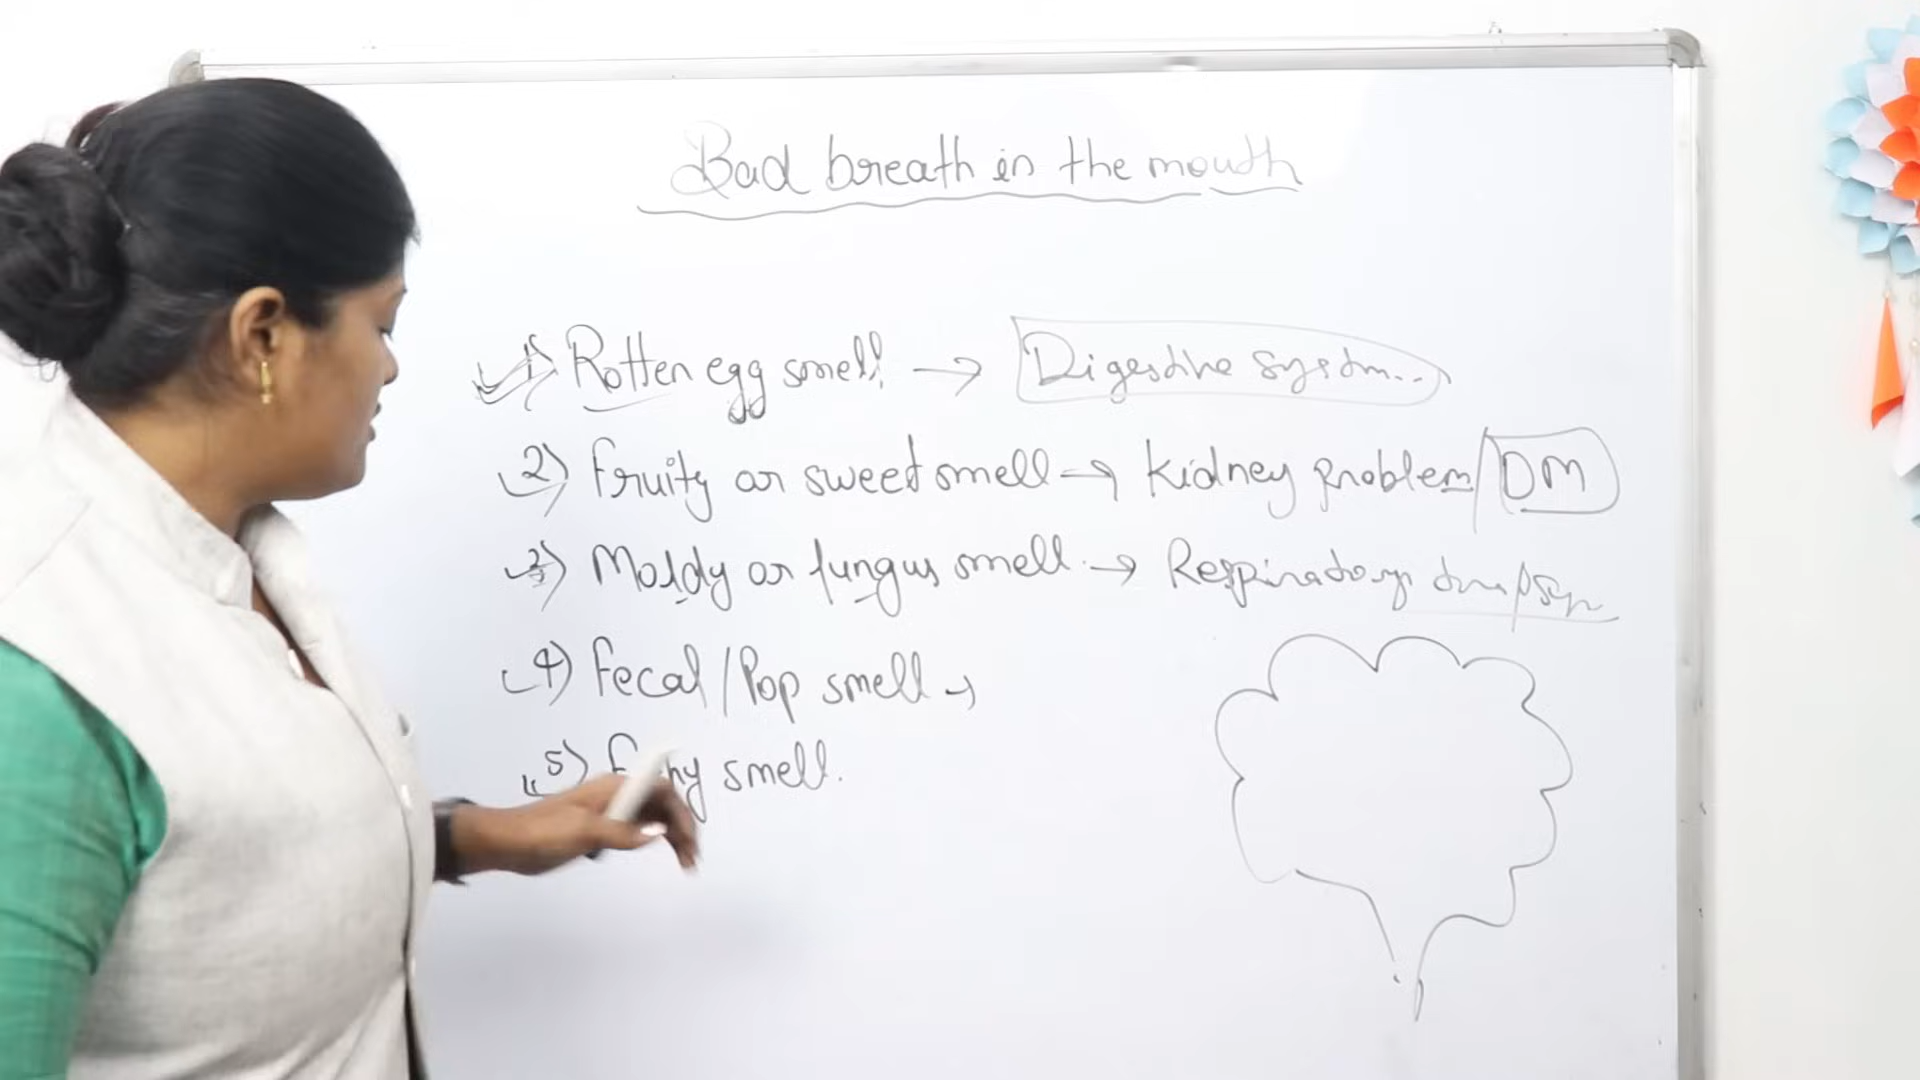 Bad breath in the mouth
1) Rotten egg smell → Digestive system...
2) Fruity or sweet smell → Kidney problem/DM
3) Moldy or fungus smell → Respiratory
4) Fecal/Pop smell →
5) smell.